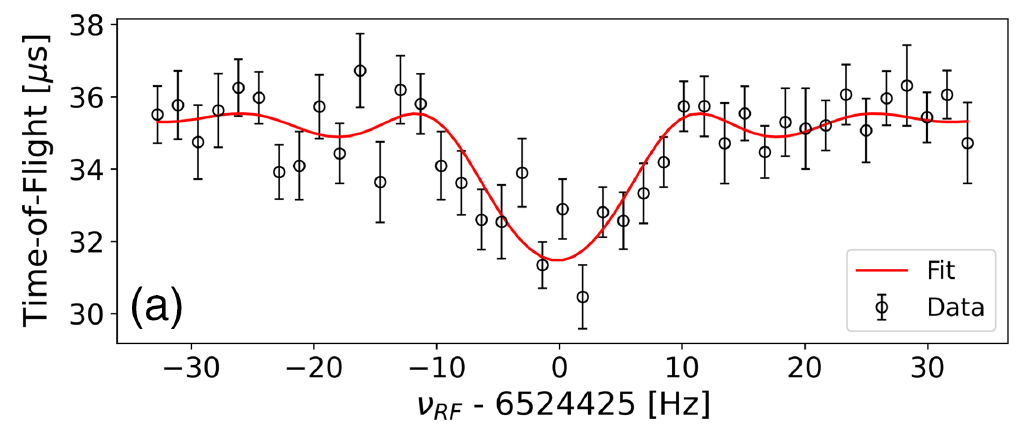 Time-of-Flight [μs]
38
36
34
32
30
(a)
Fit
Data
−30 −20 −10 0 10 20 30
νRF - 6524425 [Hz]